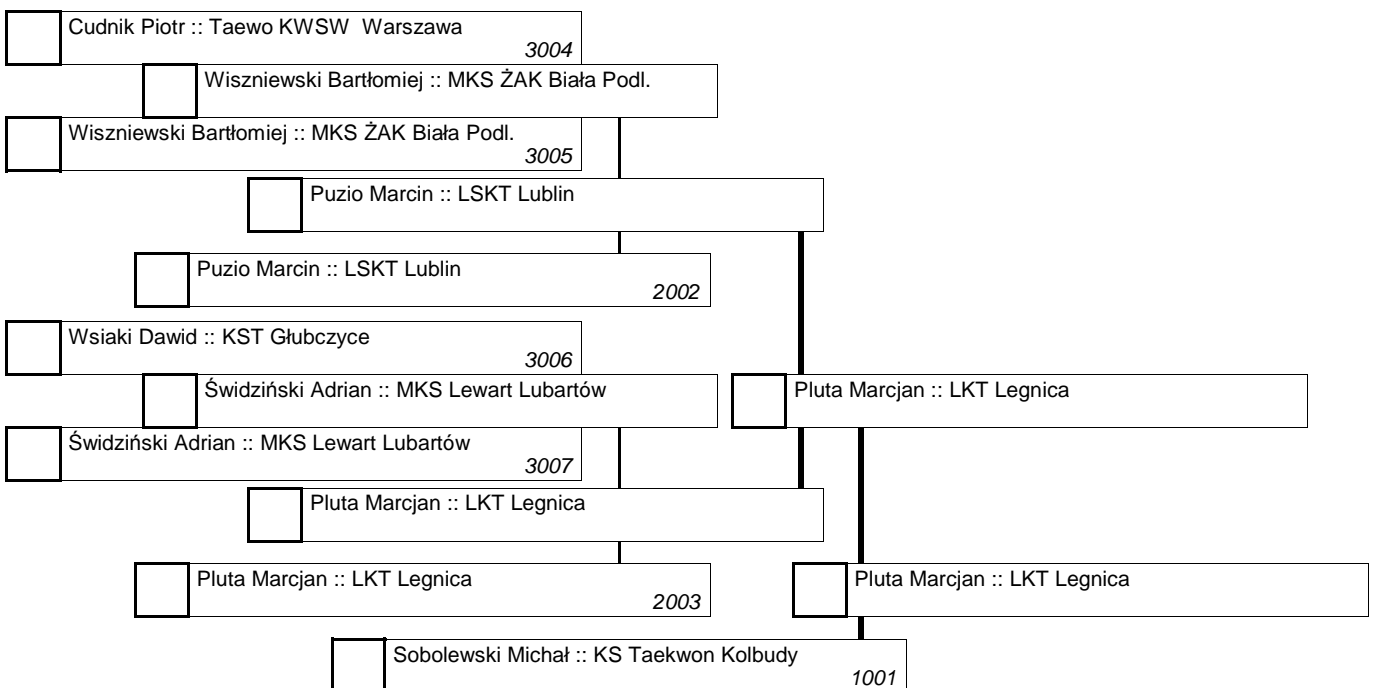 Cudnik Piotr :: Taewo KWSW Warszawa
3004
Wiszniewski Bartłomiej :: MKS ŻAK Biała Podl.
Wiszniewski Bartłomiej :: MKS ŻAK Biała Podl.
3005
Puzio Marcin :: LSKT Lublin
Puzio Marcin :: LSKT Lublin
2002
Wsiaki Dawid :: KST Głubczyce
3006
Świdziński Adrian :: MKS Lewart Lubartów
Pluta Marcjan :: LKT Legnica
Świdziński Adrian :: MKS Lewart Lubartów
3007
Pluta Marcjan :: LKT Legnica
Pluta Marcjan :: LKT Legnica
2003
Pluta Marcjan :: LKT Legnica
Sobolewski Michał :: KS Taekwon Kolbudy
1001